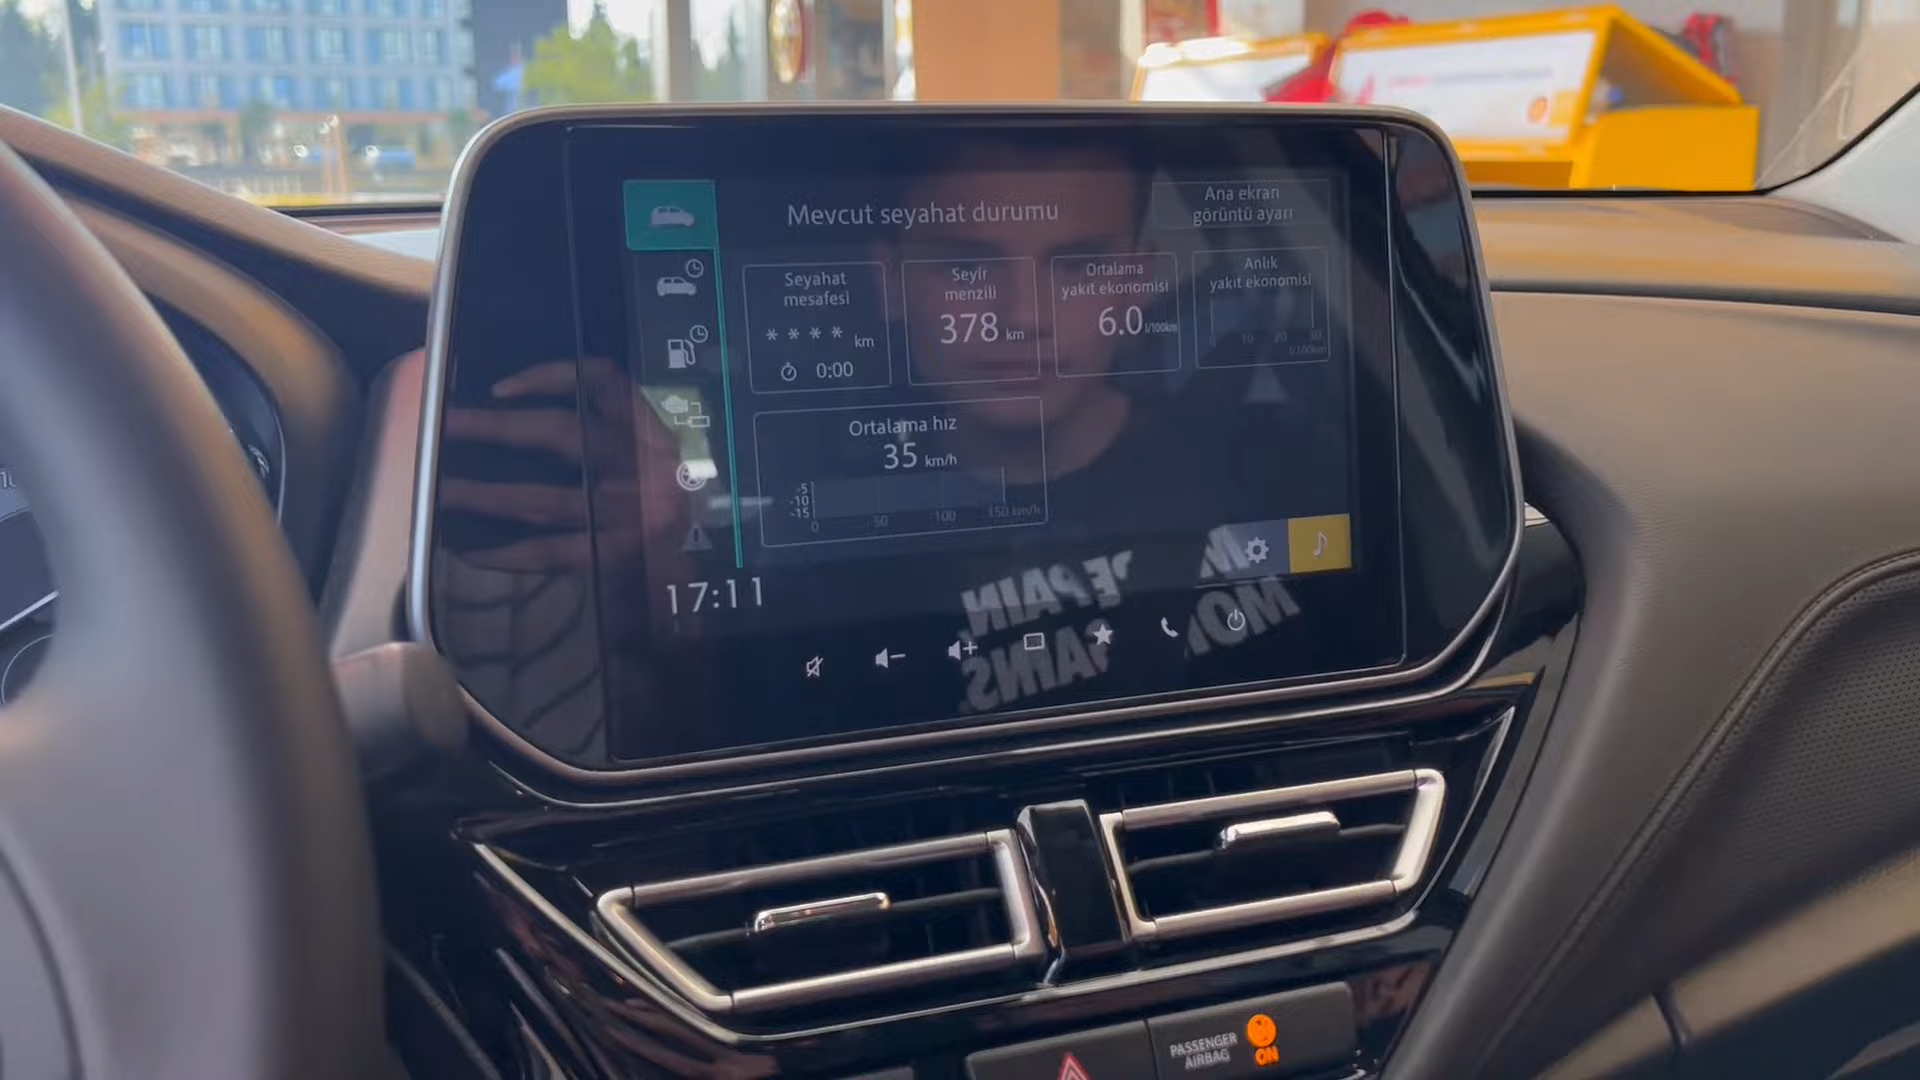 Mevcut seyahat durumu
Ana ekran
görüntü ayarı
Seyahat
mesafesi
**** km
0:00
Seyir
menzili
378 km
Ortalama
yakıt ekonomisi
6.0 l/100km
Anlık
yakıt ekonomisi
10 20 30
l/100km
Ortalama hız
35 km/h
-5
-10
-15
0 50 100 150 km/h
17:11
PASSENGER
AIRBAG
ON